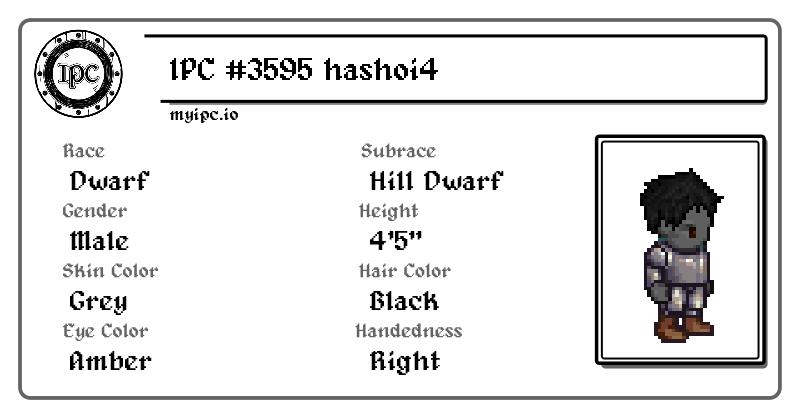 IPC
IPC #3595 hashoi4
myipc.io
Race
Dwarf
Subrace
Hill Dwarf
Gender
Male
Height
4'5"
Skin Color
Grey
Hair Color
Black
Eye Color
Amber
Handedness
Right